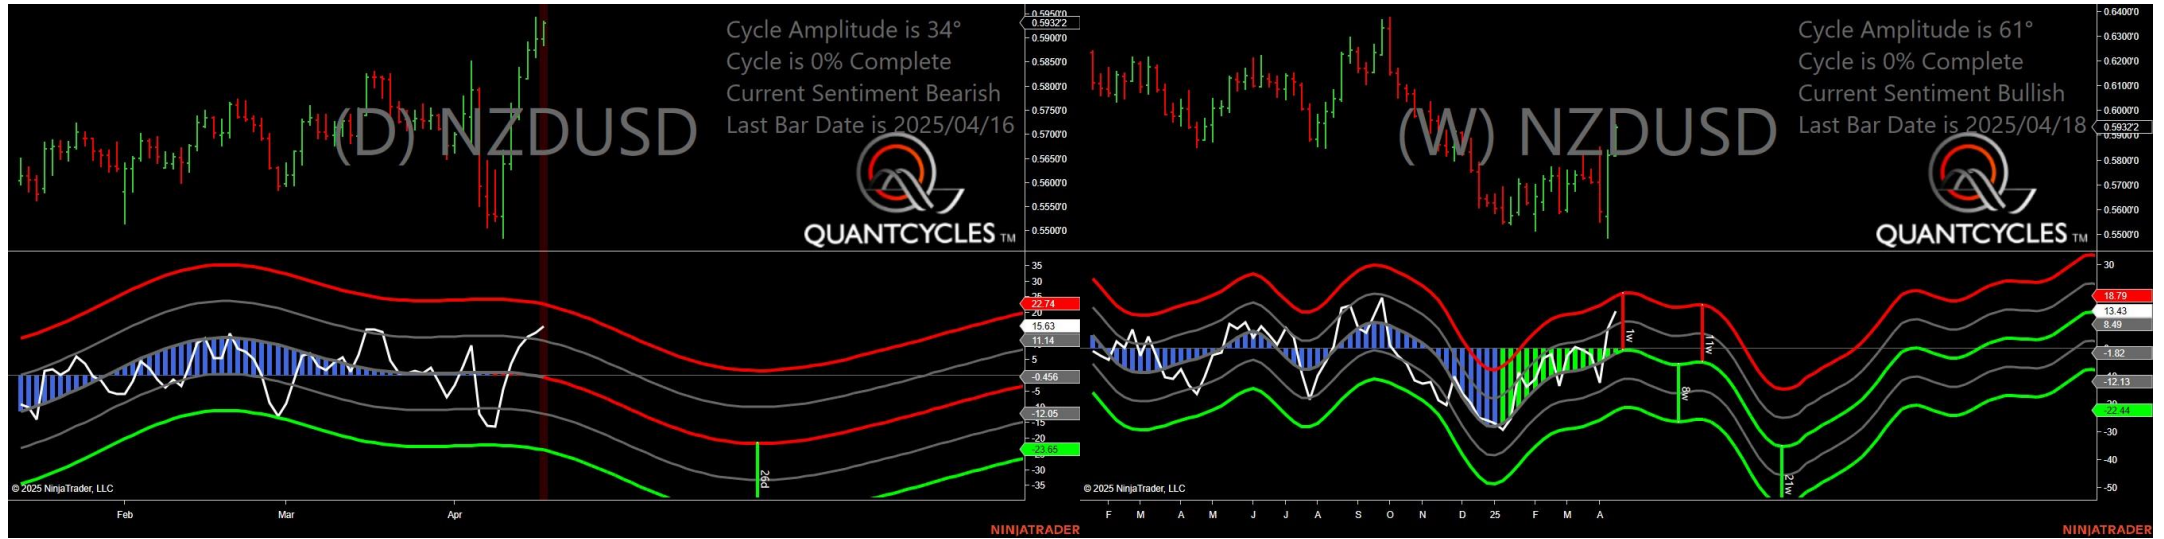 Cycle Amplitude is 34°
Cycle is 0% Complete
Current Sentiment Bearish
Last Bar Date is 2025/04/16
(D) NZDUSD
QUANTCYCLES TM
0.5950'0
0.5932'2
0.5900'0
0.5850'0
0.5800'0
0.5750'0
0.5700'0
0.5650'0
0.5600'0
0.5550'0
0.5500'0
35
30
22.74
20
15.63
11.14
5
-0.456
-5
-12.05
-15
-20
-23.65
-30
-35
26d
© 2025 NinjaTrader, LLC
Feb Mar Apr
NINJATRADER
Cycle Amplitude is 61°
Cycle is 0% Complete
Current Sentiment Bullish
Last Bar Date is 2025/04/18
(W) NZDUSD
QUANTCYCLES TM
0.6400'0
0.6300'0
0.6200'0
0.6100'0
0.6000'0
0.5932'2
0.5800'0
0.5700'0
0.5600'0
0.5500'0
30
18.79
13.43
8.49
-1.82
-12.13
-22.44
-30
-40
-50
1w
11w
8w
21w
© 2025 NinjaTrader, LLC
F M A M J J A S O N D 25 F M A
NINJATRADER